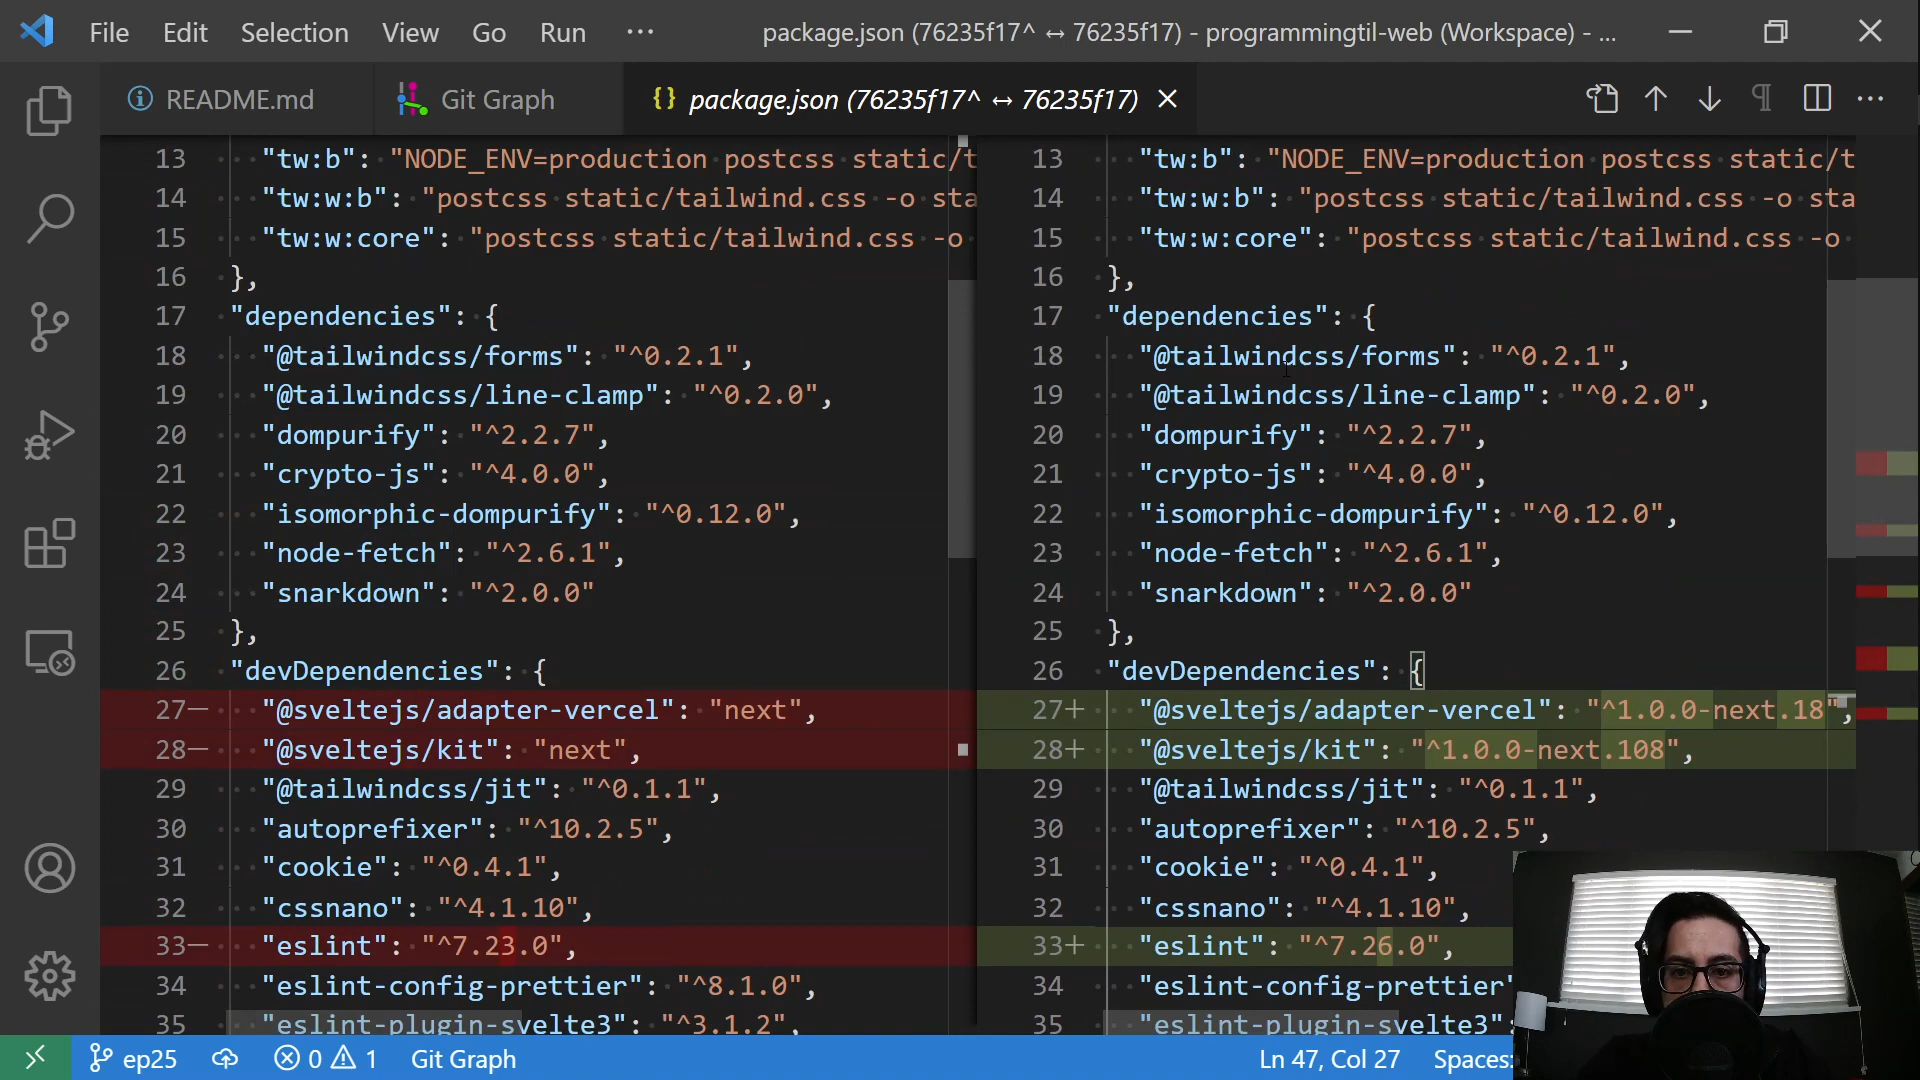 File Edit Selection View Go Run ··· package.json (76235f17^ ↔ 76235f17) - programmingtil-web (Workspace) - ...
README.md Git Graph {} package.json (76235f17^ ↔ 76235f17)
13 "tw:b": "NODE_ENV=production postcss static/t
14 "tw:w:b": "postcss static/tailwind.css -o sta
15 "tw:w:core": "postcss static/tailwind.css -o
16 },
17 "dependencies": {
18 "@tailwindcss/forms": "^0.2.1",
19 "@tailwindcss/line-clamp": "^0.2.0",
20 "dompurify": "^2.2.7",
21 "crypto-js": "^4.0.0",
22 "isomorphic-dompurify": "^0.12.0",
23 "node-fetch": "^2.6.1",
24 "snarkdown": "^2.0.0"
25 },
26 "devDependencies": {
27— "@sveltejs/adapter-vercel": "next",
28— "@sveltejs/kit": "next",
29 "@tailwindcss/jit": "^0.1.1",
30 "autoprefixer": "^10.2.5",
31 "cookie": "^0.4.1",
32 "cssnano": "^4.1.10",
33— "eslint": "^7.23.0",
34 "eslint-config-prettier": "^8.1.0",
35 "eslint-plugin-svelte3": "^3.1.2",
13 "tw:b": "NODE_ENV=production postcss static/t
14 "tw:w:b": "postcss static/tailwind.css -o sta
15 "tw:w:core": "postcss static/tailwind.css -o
16 },
17 "dependencies": {
18 "@tailwindcss/forms": "^0.2.1",
19 "@tailwindcss/line-clamp": "^0.2.0",
20 "dompurify": "^2.2.7",
21 "crypto-js": "^4.0.0",
22 "isomorphic-dompurify": "^0.12.0",
23 "node-fetch": "^2.6.1",
24 "snarkdown": "^2.0.0"
25 },
26 "devDependencies": {
27+ "@sveltejs/adapter-vercel": "^1.0.0-next.18",
28+ "@sveltejs/kit": "^1.0.0-next.108",
29 "@tailwindcss/jit": "^0.1.1",
30 "autoprefixer": "^10.2.5",
31 "cookie": "^0.4.1",
32 "cssnano": "^4.1.10",
33+ "eslint": "^7.26.0",
34 "eslint-config-prettier"
35 "eslint-plugin-svelte3":
ep25 0 1 Git Graph Ln 47, Col 27 Spaces: